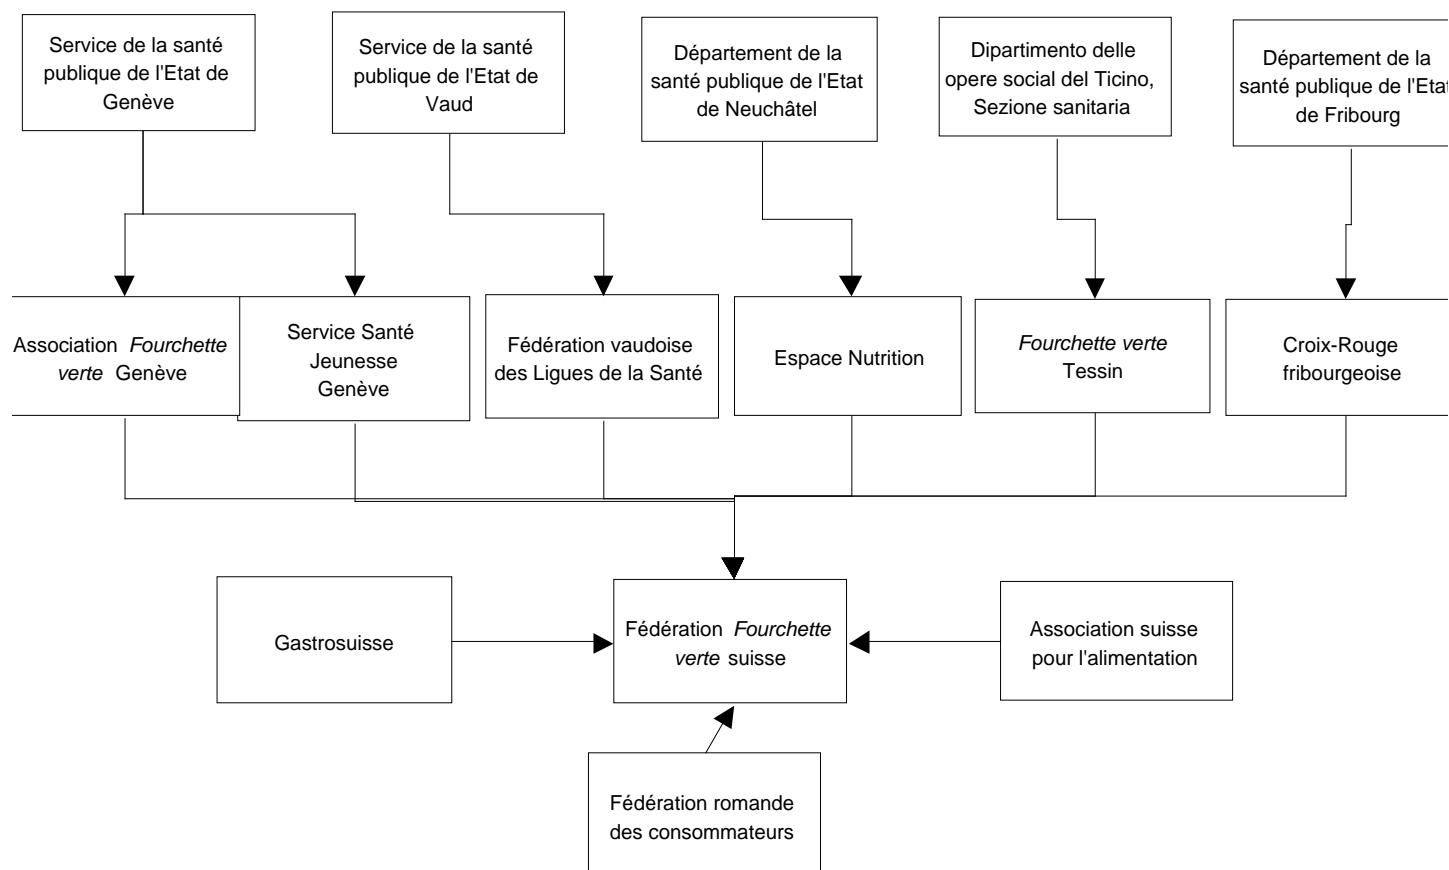 Service de la santé
publique de l'Etat de
Genève
Service de la santé
publique de l'Etat de
Vaud
Département de la
santé publique de l'Etat
de Neuchâtel
Dipartimento delle
opere social del Ticino,
Sezione sanitaria
Département de la
santé publique de l'Etat
de Fribourg
Association Fourchette
verte Genève
Service Santé
Jeunesse
Genève
Fédération vaudoise
des Ligues de la Santé
Espace Nutrition
Fourchette verte
Tessin
Croix-Rouge
fribourgeoise
Gastrosuisse
Fédération Fourchette
verte suisse
Association suisse
pour l'alimentation
Fédération romande
des consommateurs